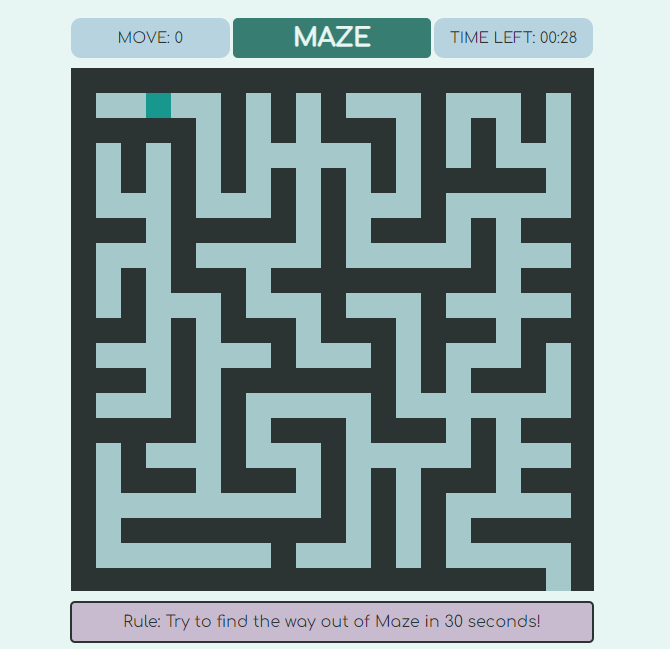 MOVE: 0
MAZE
TIME LEFT: 00:28
Rule: Try to find the way out of Maze in 30 seconds!